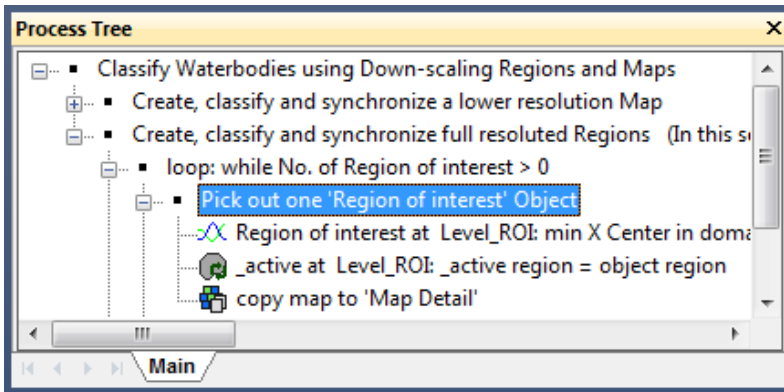 Process Tree
Classify Waterbodies using Down-scaling Regions and Maps
Create, classify and synchronize a lower resolution Map
Create, classify and synchronize full resoluted Regions (In this
loop: while No. of Region of interest > 0
Pick out one 'Region of interest' Object
Region of interest at Level_ROI: min X Center in
_active at Level_ROI: _active region = object region
copy map to 'Map Detail'
Main